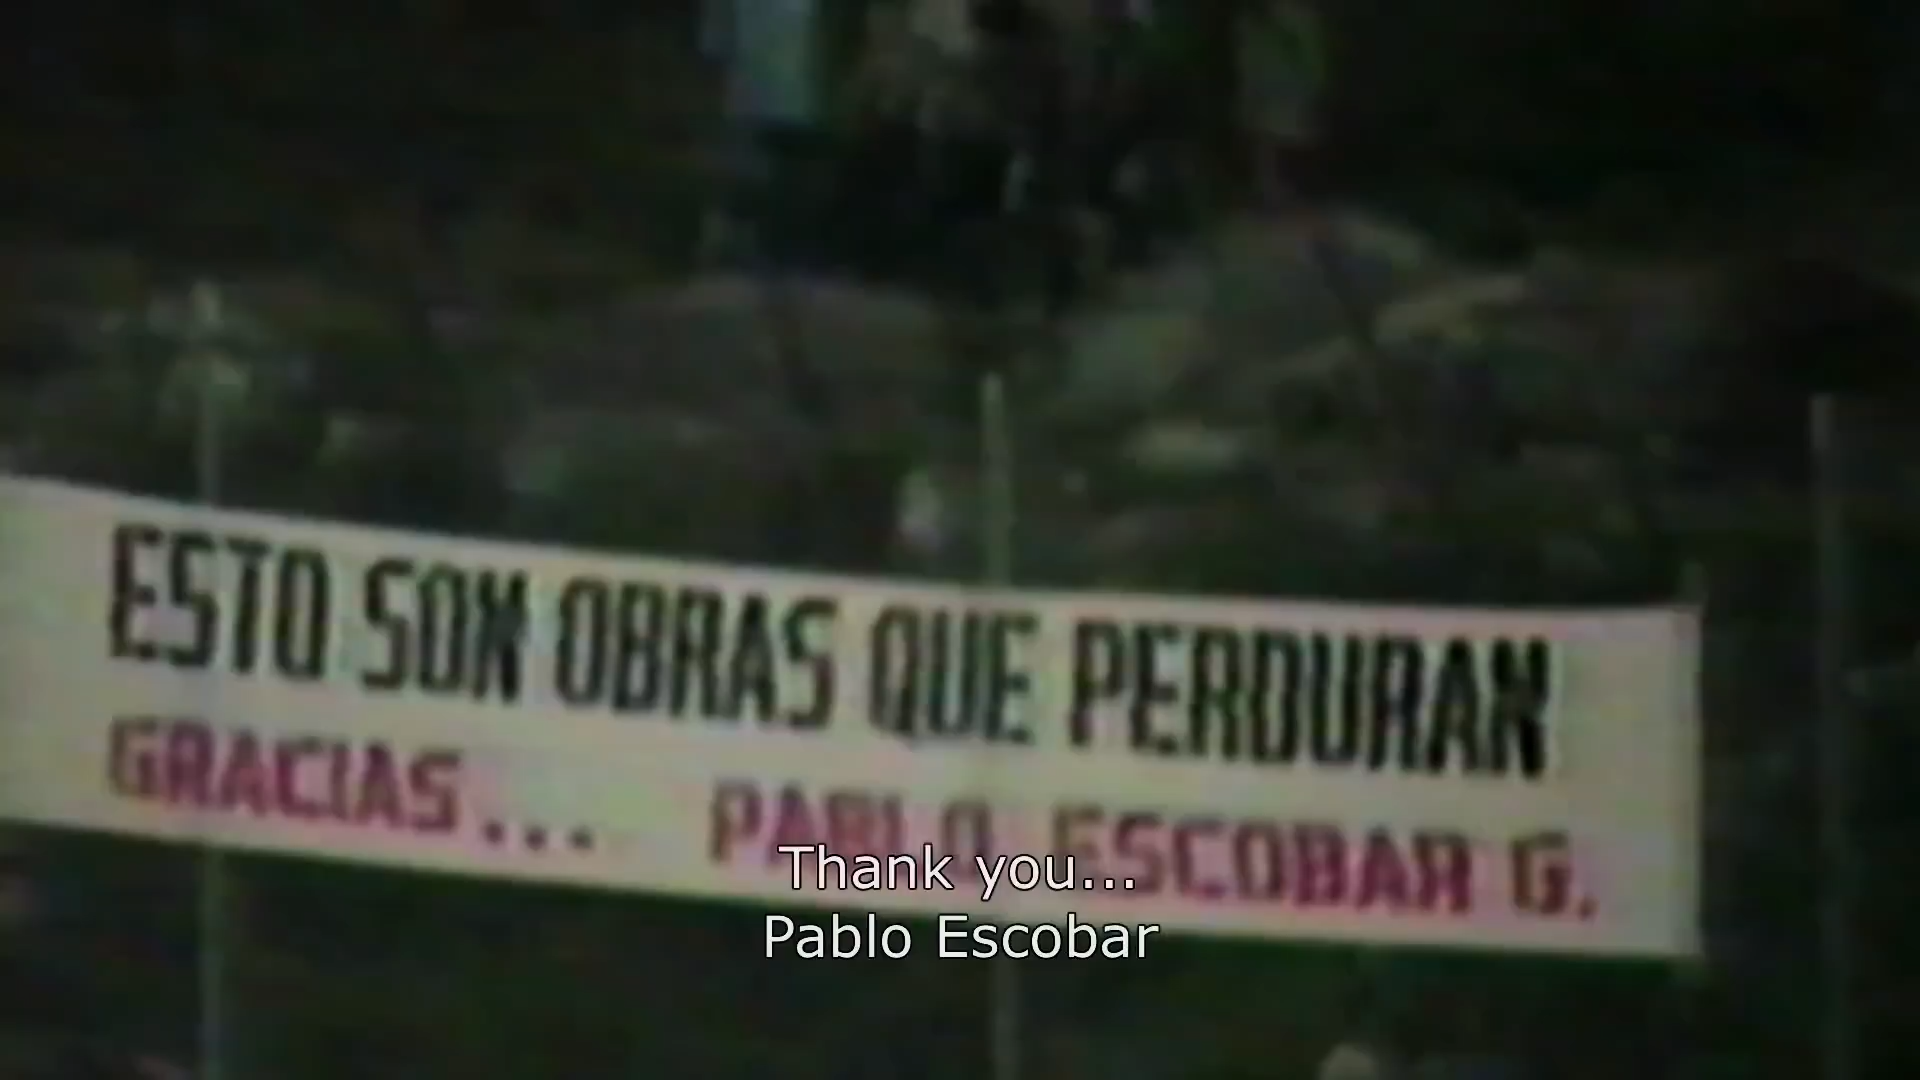 ESTO SON OBRAS QUE PERDURAN
GRACIAS... PABLO ESCOBAR G.
Thank you...
Pablo Escobar